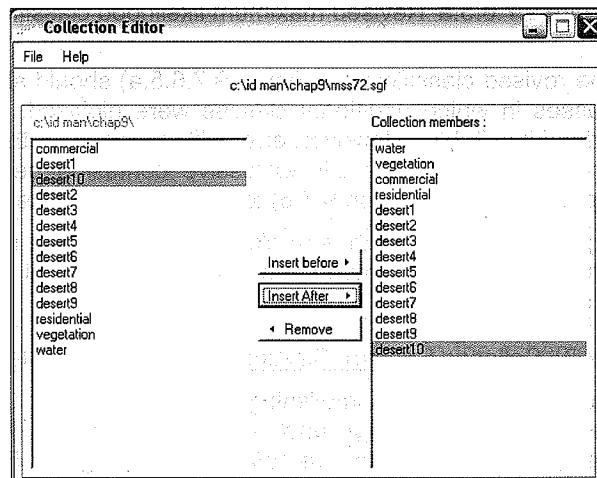 Collection Editor
File Help
c:\id man\chap9\mss72.sgf
c:\id man\chap9\
commercial
desert1
desert10
desert2
desert3
desert4
desert5
desert6
desert7
desert8
desert9
residential
vegetation
water
Insert before
Insert After
Remove
Collection members :
water
vegetation
commercial
residential
desert1
desert2
desert3
desert4
desert5
desert6
desert7
desert8
desert9
desert10